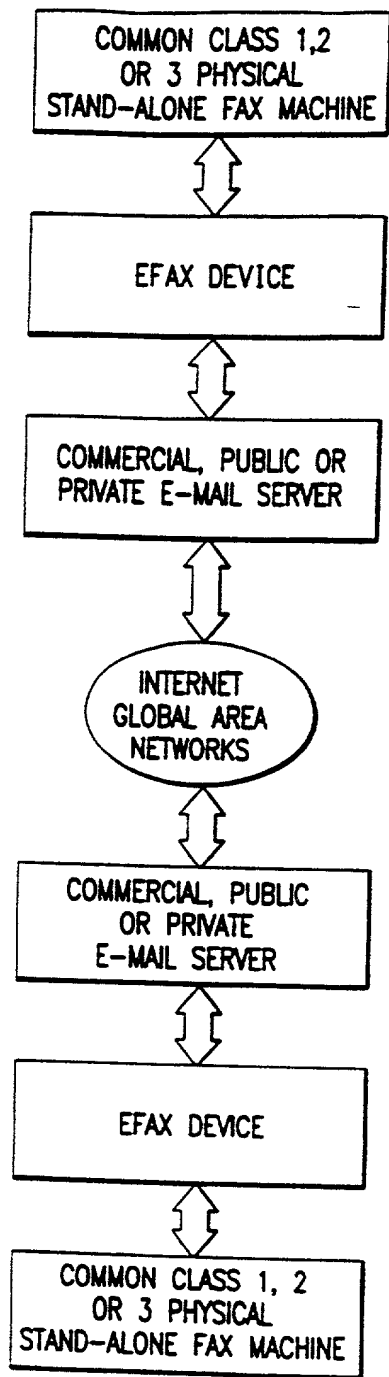 COMMON CLASS 1,2
OR 3 PHYSICAL
STAND-ALONE FAX MACHINE
EFAX DEVICE
COMMERCIAL, PUBLIC OR
PRIVATE E-MAIL SERVER
INTERNET
GLOBAL AREA
NETWORKS
COMMERCIAL, PUBLIC
OR PRIVATE
E-MAIL SERVER
EFAX DEVICE
COMMON CLASS 1, 2
OR 3 PHYSICAL
STAND-ALONE FAX MACHINE